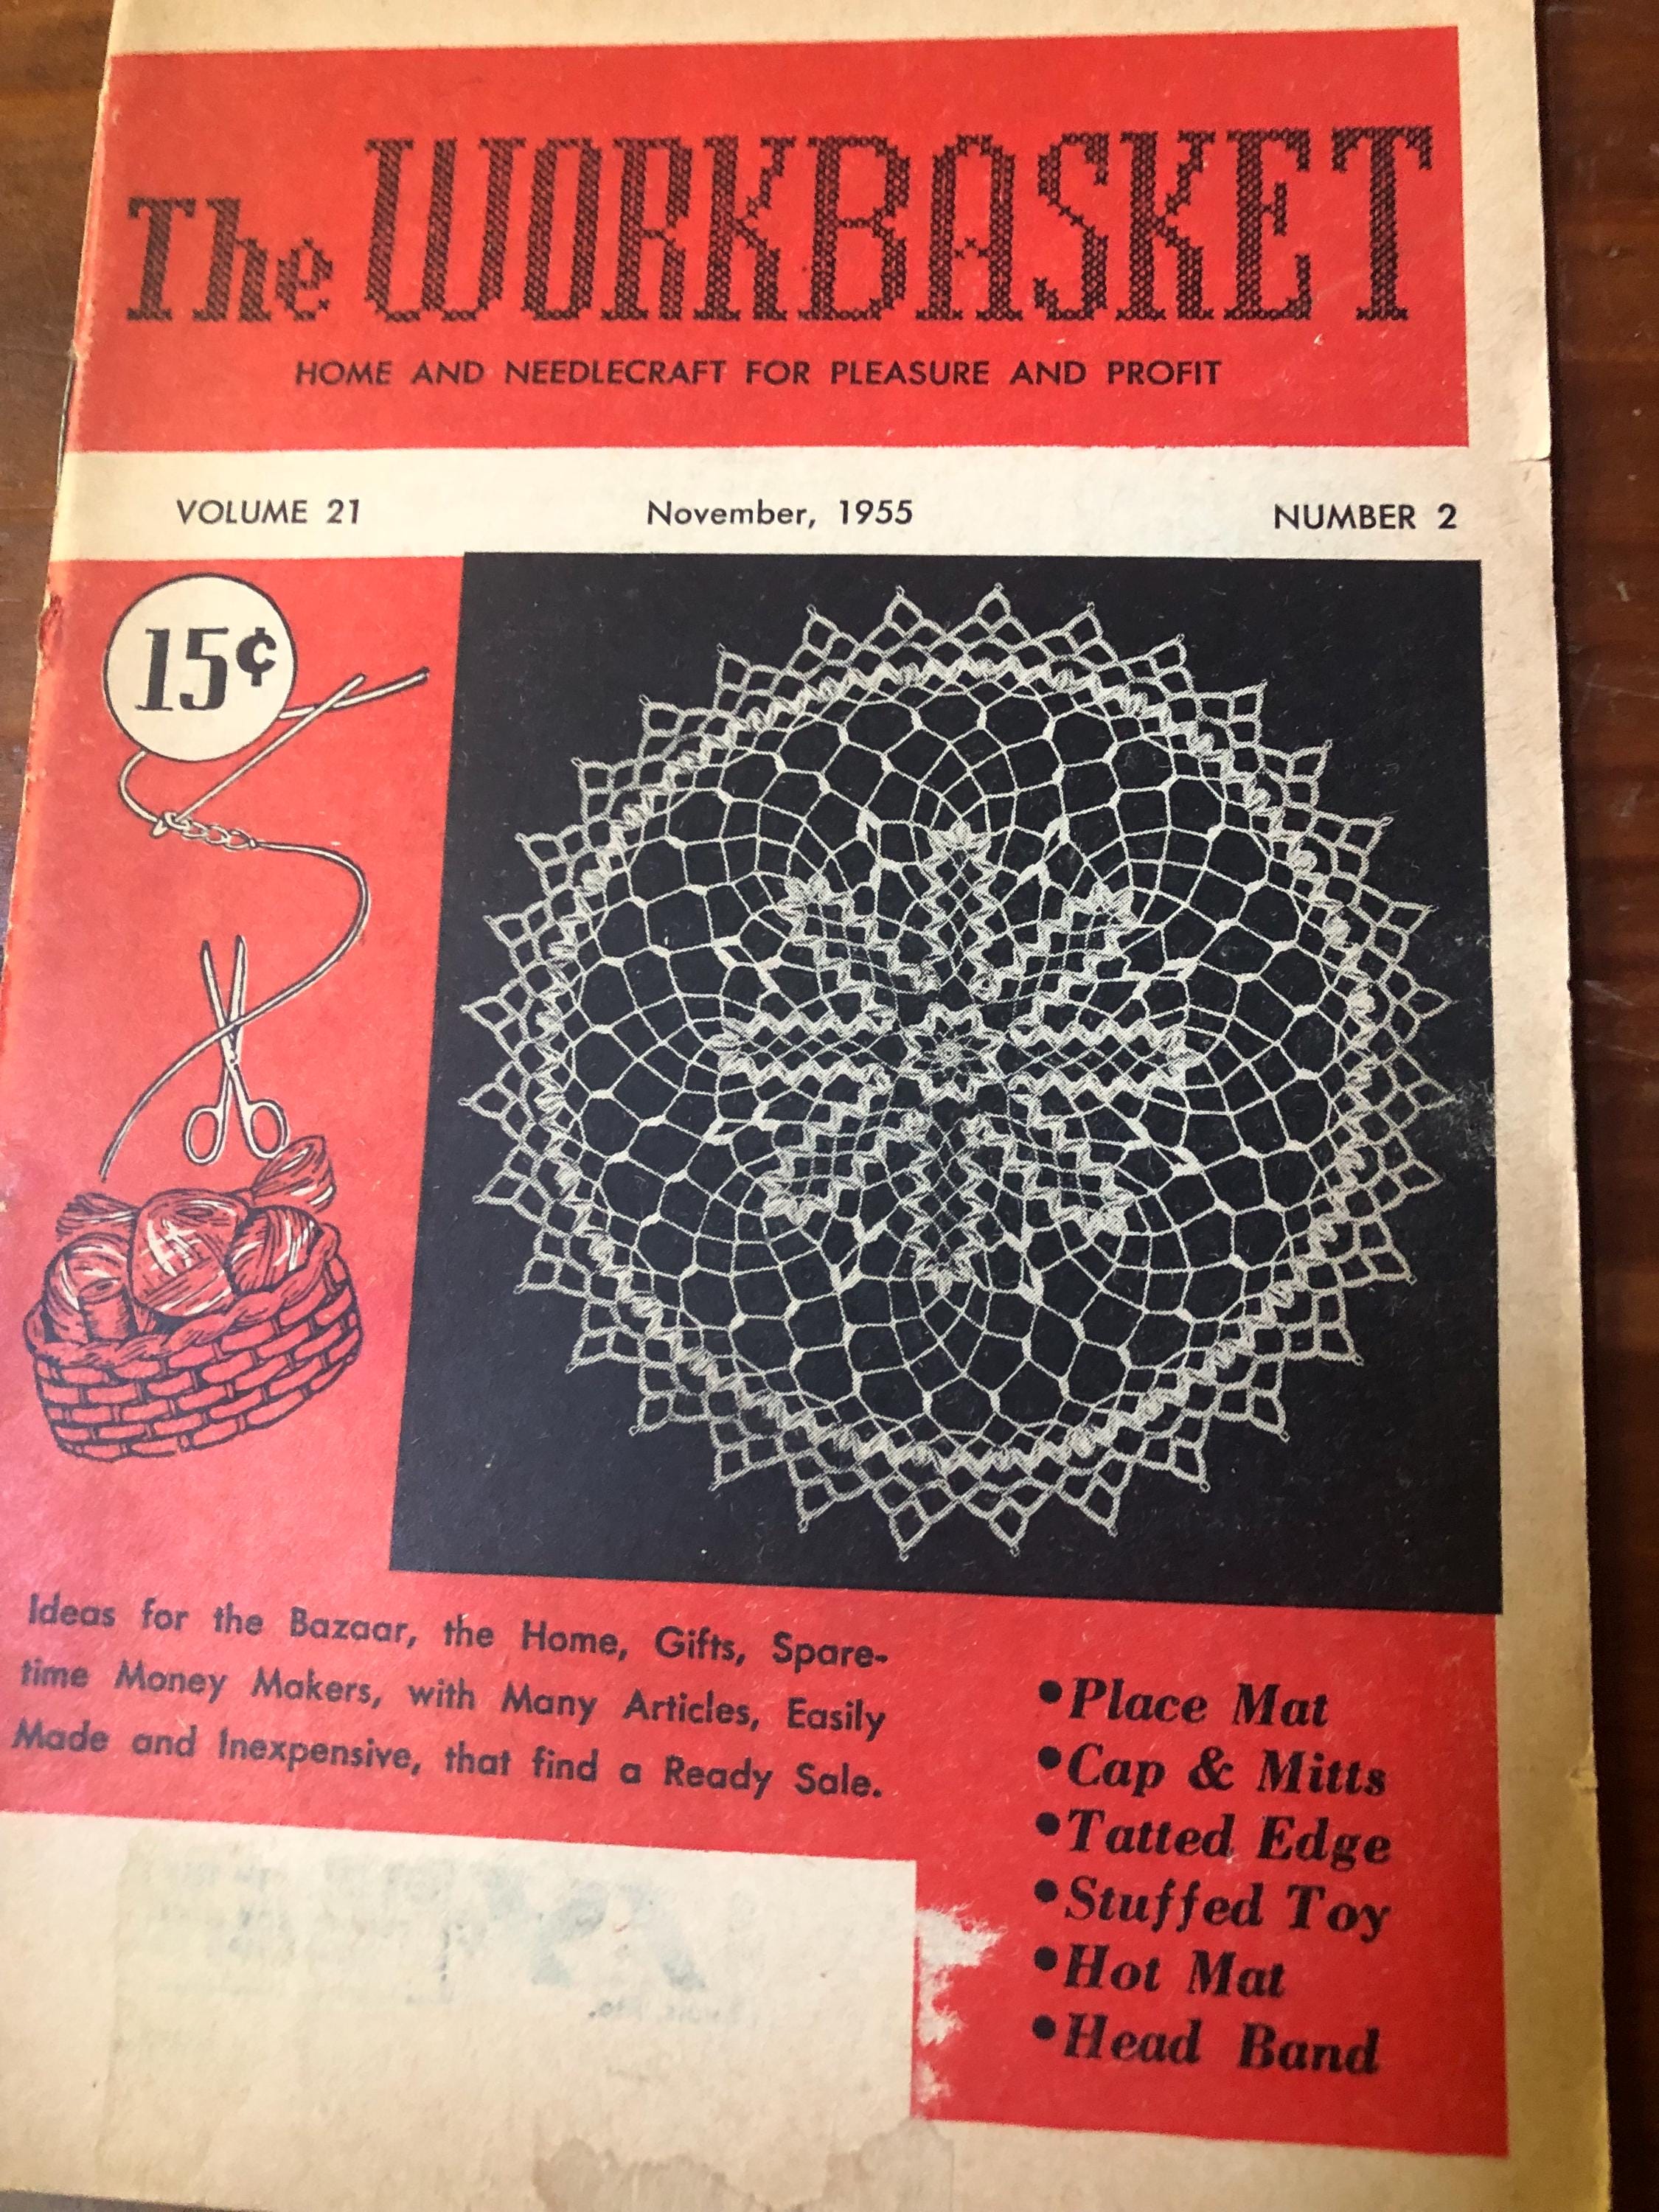 The WORKBASKET
HOME AND NEEDLECRAFT FOR PLEASURE AND PROFIT
VOLUME 21 November, 1955 NUMBER 2
15¢
Ideas for the Bazaar, the Home, Gifts, Spare-
time Money Makers, with Many Articles, Easily
Made and Inexpensive, that find a Ready Sale.
•Place Mat
•Cap & Mitts
•Tatted Edge
•Stuffed Toy
•Hot Mat
•Head Band